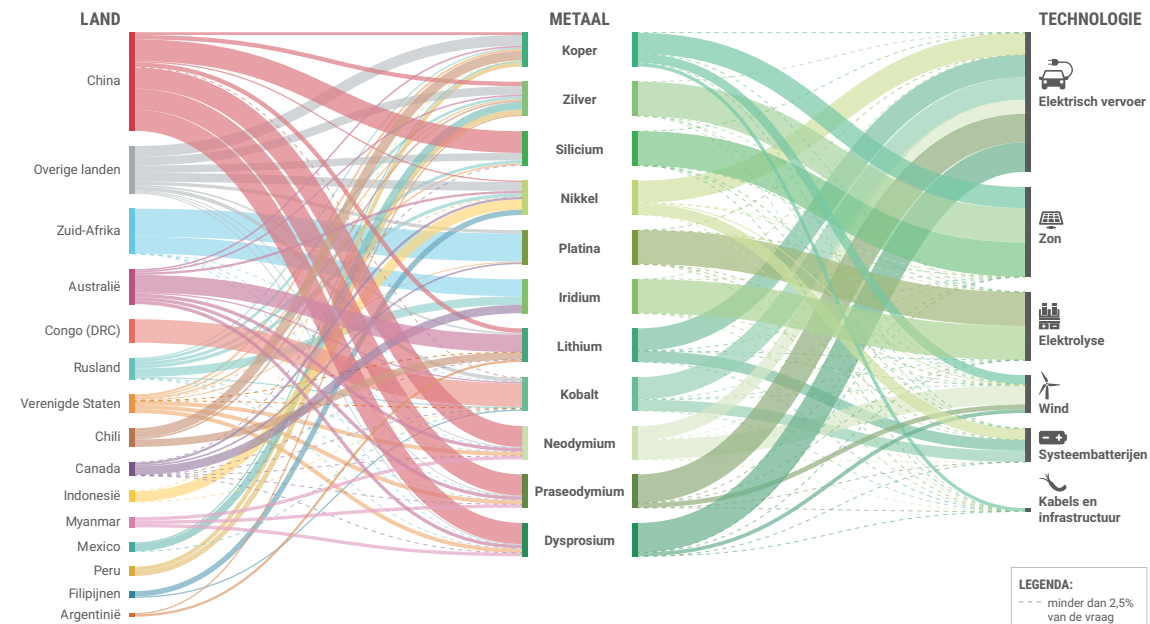 LAND
METAAL
TECHNOLOGIE
China
Overige landen
Zuid-Afrika
Australië
Congo (DRC)
Rusland
Verenigde Staten
Chili
Canada
Indonesië
Myanmar
Mexico
Peru
Filipijnen
Argentinië
Koper
Zilver
Silicium
Nikkel
Platina
Iridium
Lithium
Kobalt
Neodymium
Praseodymium
Dysprosium
Elektrisch vervoer
Zon
Elektrolyse
Wind
Systeembatterijen
Kabels en
infrastructuur
LEGENDA:
minder dan 2,5%
van de vraag